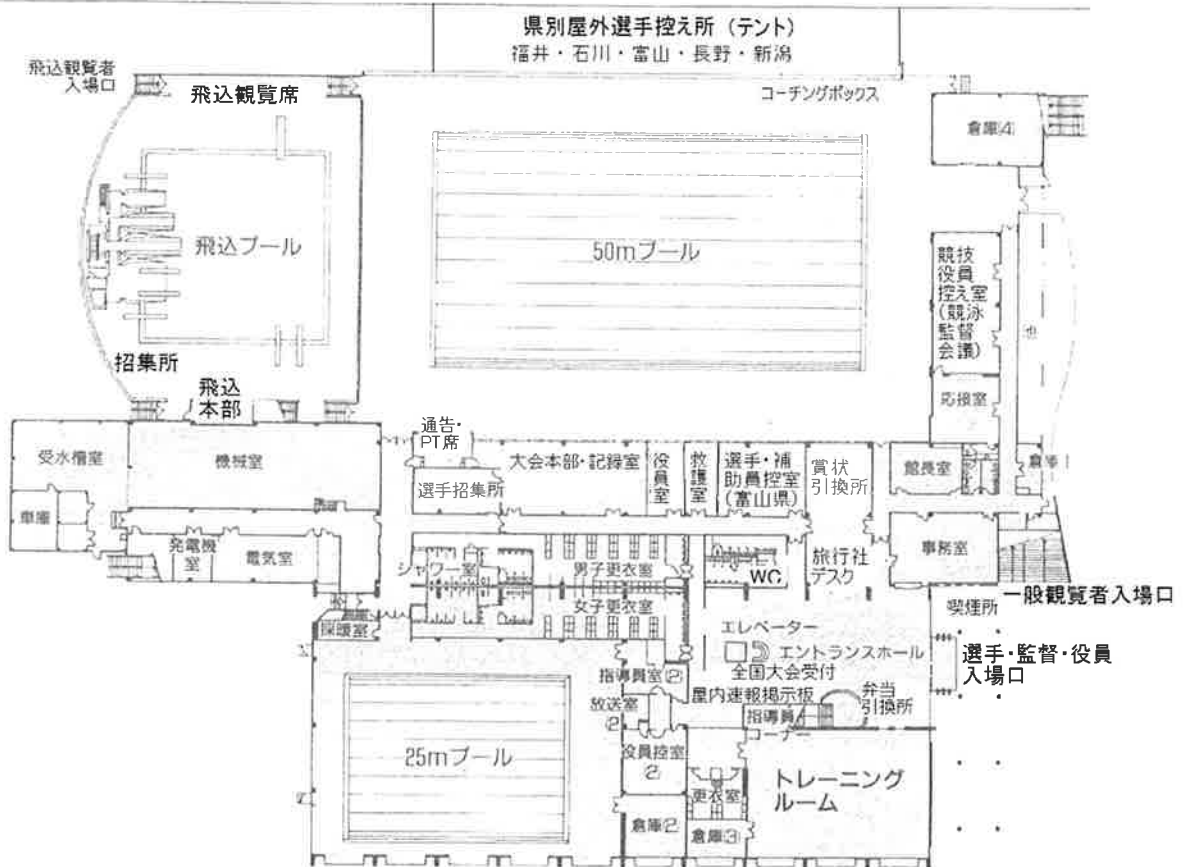 県別屋外選手控え所（テント）
福井・石川・富山・長野・新潟
飛込観覧者
入場口
飛込観覧席
コーチングボックス
倉庫④
飛込プール
50mプール
競技
役員
控え室
（競泳
監督
会議）
招集所
飛込
本部
応接室
通告・
PT席
受水槽室
機械室
大会本部・記録室
役
員
室
救
護
室
選手・補
助員控室
（富山県）
賞状
引換所
館長室
倉庫1
選手招集所
車庫
発電機
室
電気室
シャワー室
男子更衣室
WC
旅行社
デスク
事務室
一般観覧者入場口
女子更衣室
喫煙所
採暖室
エレベーター
エントランスホール
全国大会受付
選手・監督・役員
入場口
指導員室②
放送室
②
屋内速報掲示板
弁当
引換所
指導員
コーナー
25mプール
役員控室
②
トレーニング
ルーム
更衣室
倉庫②
倉庫③